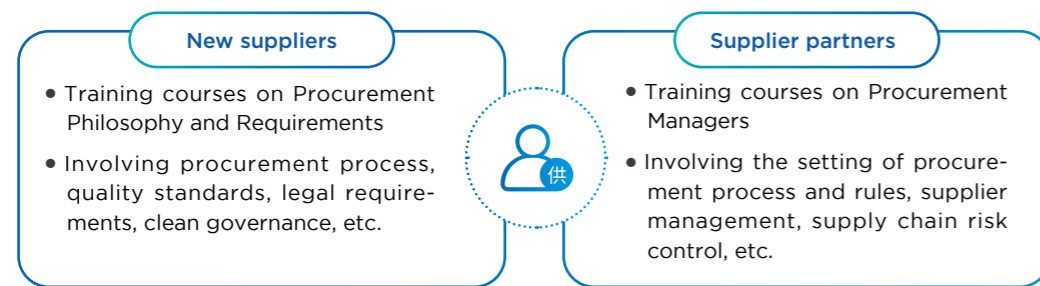 New suppliers
• Training courses on Procurement
Philosophy and Requirements
• Involving procurement process,
quality standards, legal require-
ments, clean governance, etc.
供
Supplier partners
• Training courses on Procurement
Managers
• Involving the setting of procure-
ment process and rules, supplier
management, supply chain risk
control, etc.